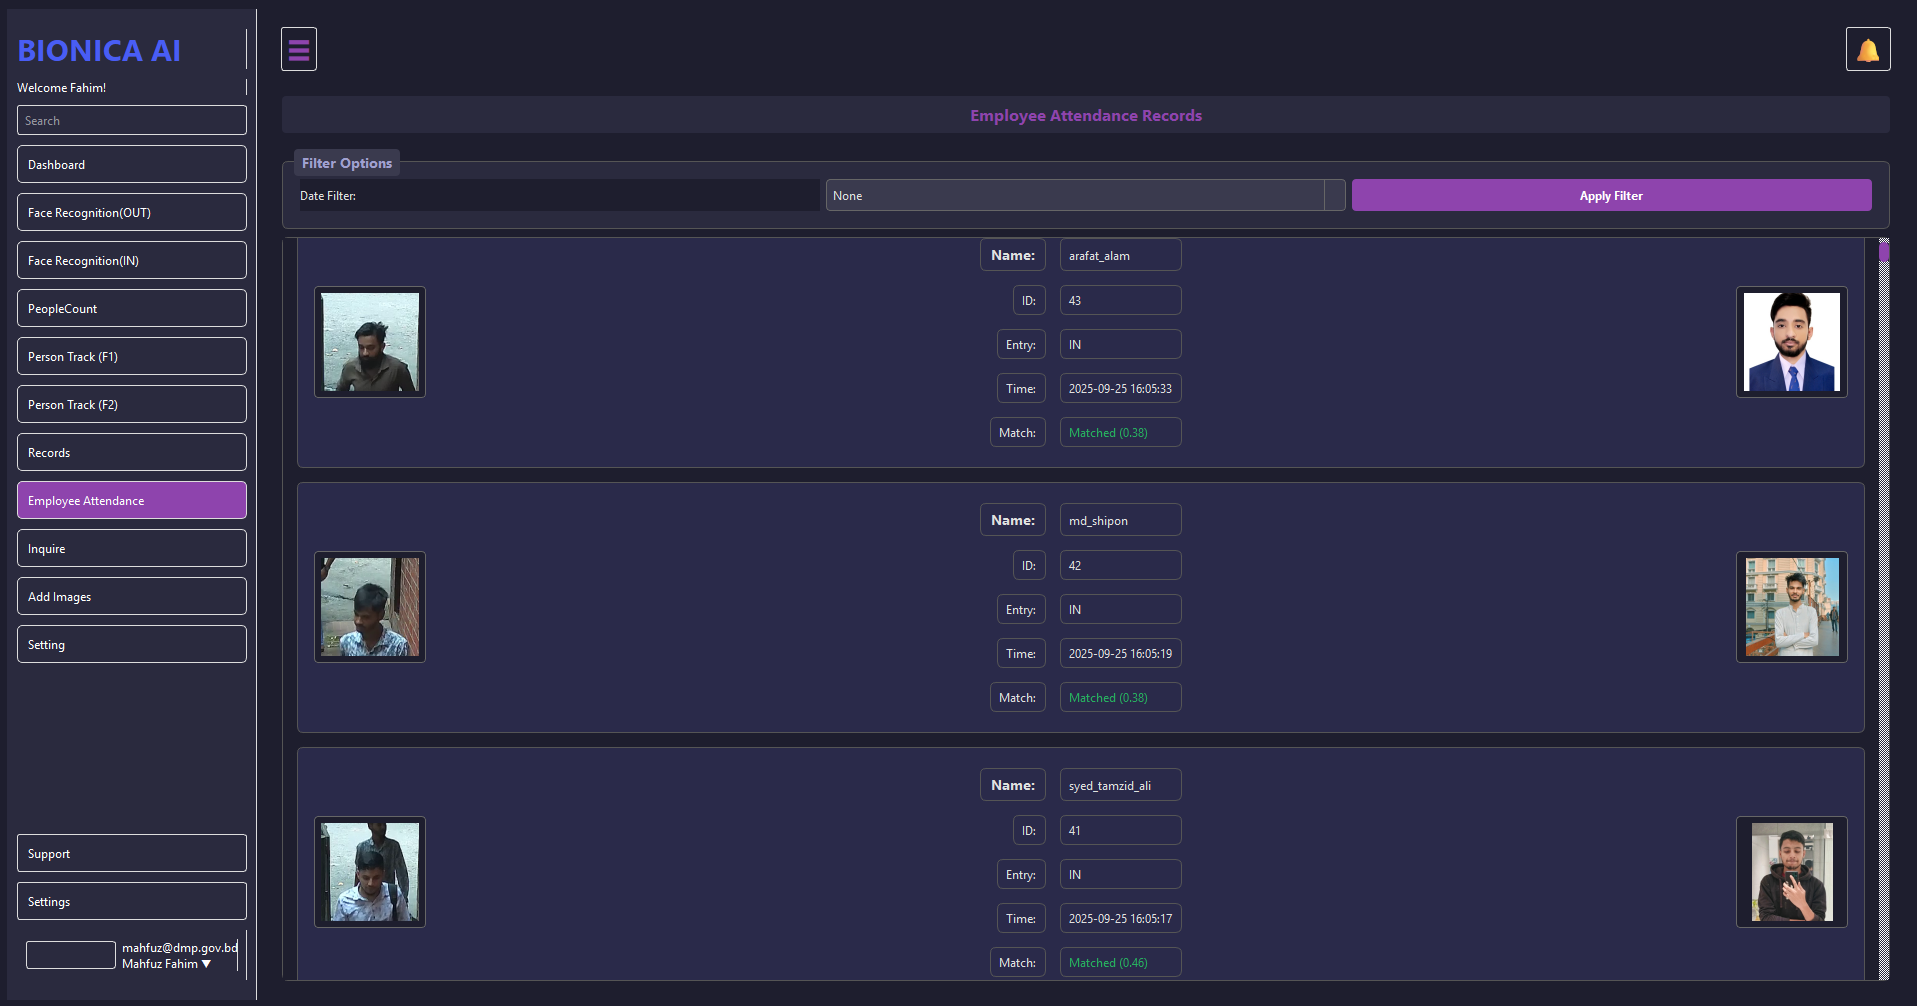 BIONICA AI
Welcome Fahim!
Search
Dashboard
Face Recognition(OUT)
Face Recognition(IN)
PeopleCount
Person Track (F1)
Person Track (F2)
Records
Employee Attendance
Inquire
Add Images
Setting
Support
Settings
mahfuz@dmp.gov.bd
Mahfuz Fahim ▼
Employee Attendance Records
Filter Options
Date Filter: None Apply Filter
Name: arafat_alam
ID: 43
Entry: IN
Time: 2025-09-25 16:05:33
Match: Matched (0.38)
Name: md_shipon
ID: 42
Entry: IN
Time: 2025-09-25 16:05:19
Match: Matched (0.38)
Name: syed_tamzid_ali
ID: 41
Entry: IN
Time: 2025-09-25 16:05:17
Match: Matched (0.46)